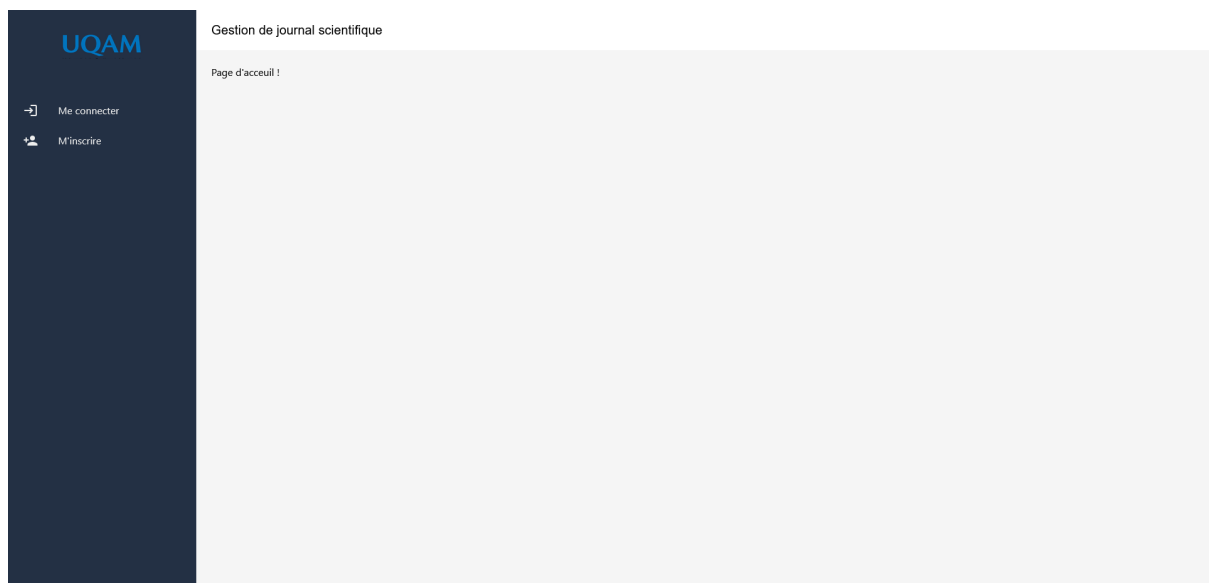 UQAM
Gestion de journal scientifique
Page d'acceuil !
Me connecter
M'inscrire